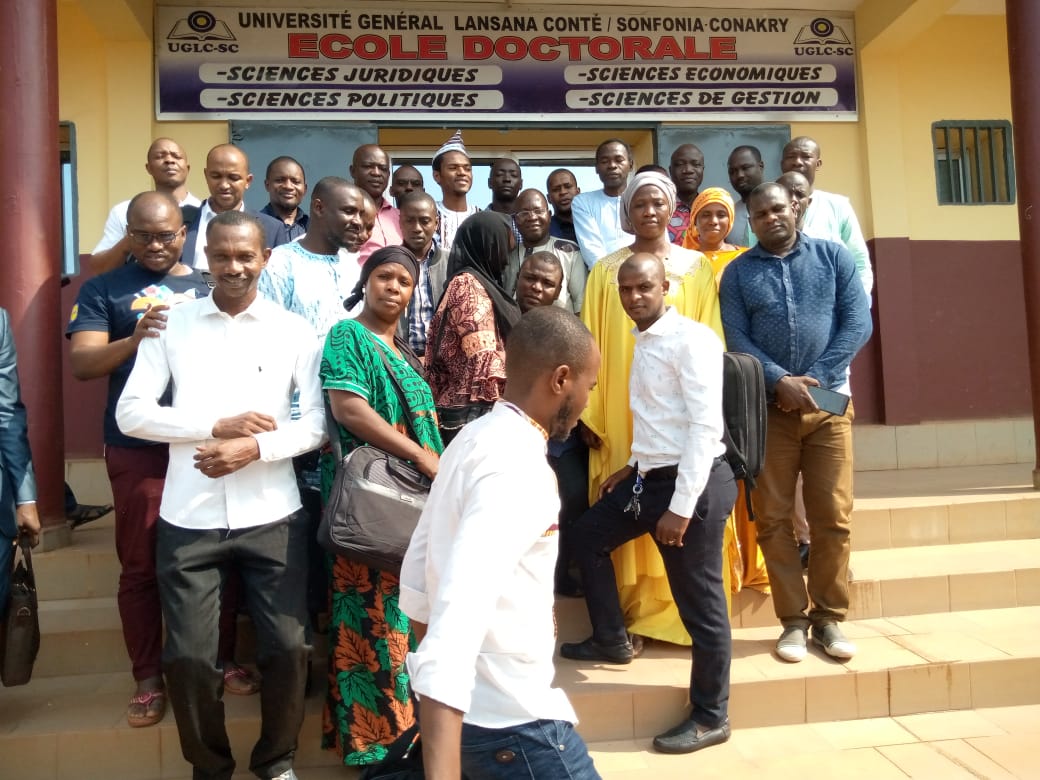 UNIVERSITÉ GENÉRAL LANSANA CONTÉ / SONFONIA-CONAKRY
UGLC-SC
ECOLE DOCTORALE
UGLC-SC
-SCIENCES JURIDIQUES
-SCIENCES ECONOMIQUES
-SCIENCES POLITIQUES
-SCIENCES DE GESTION